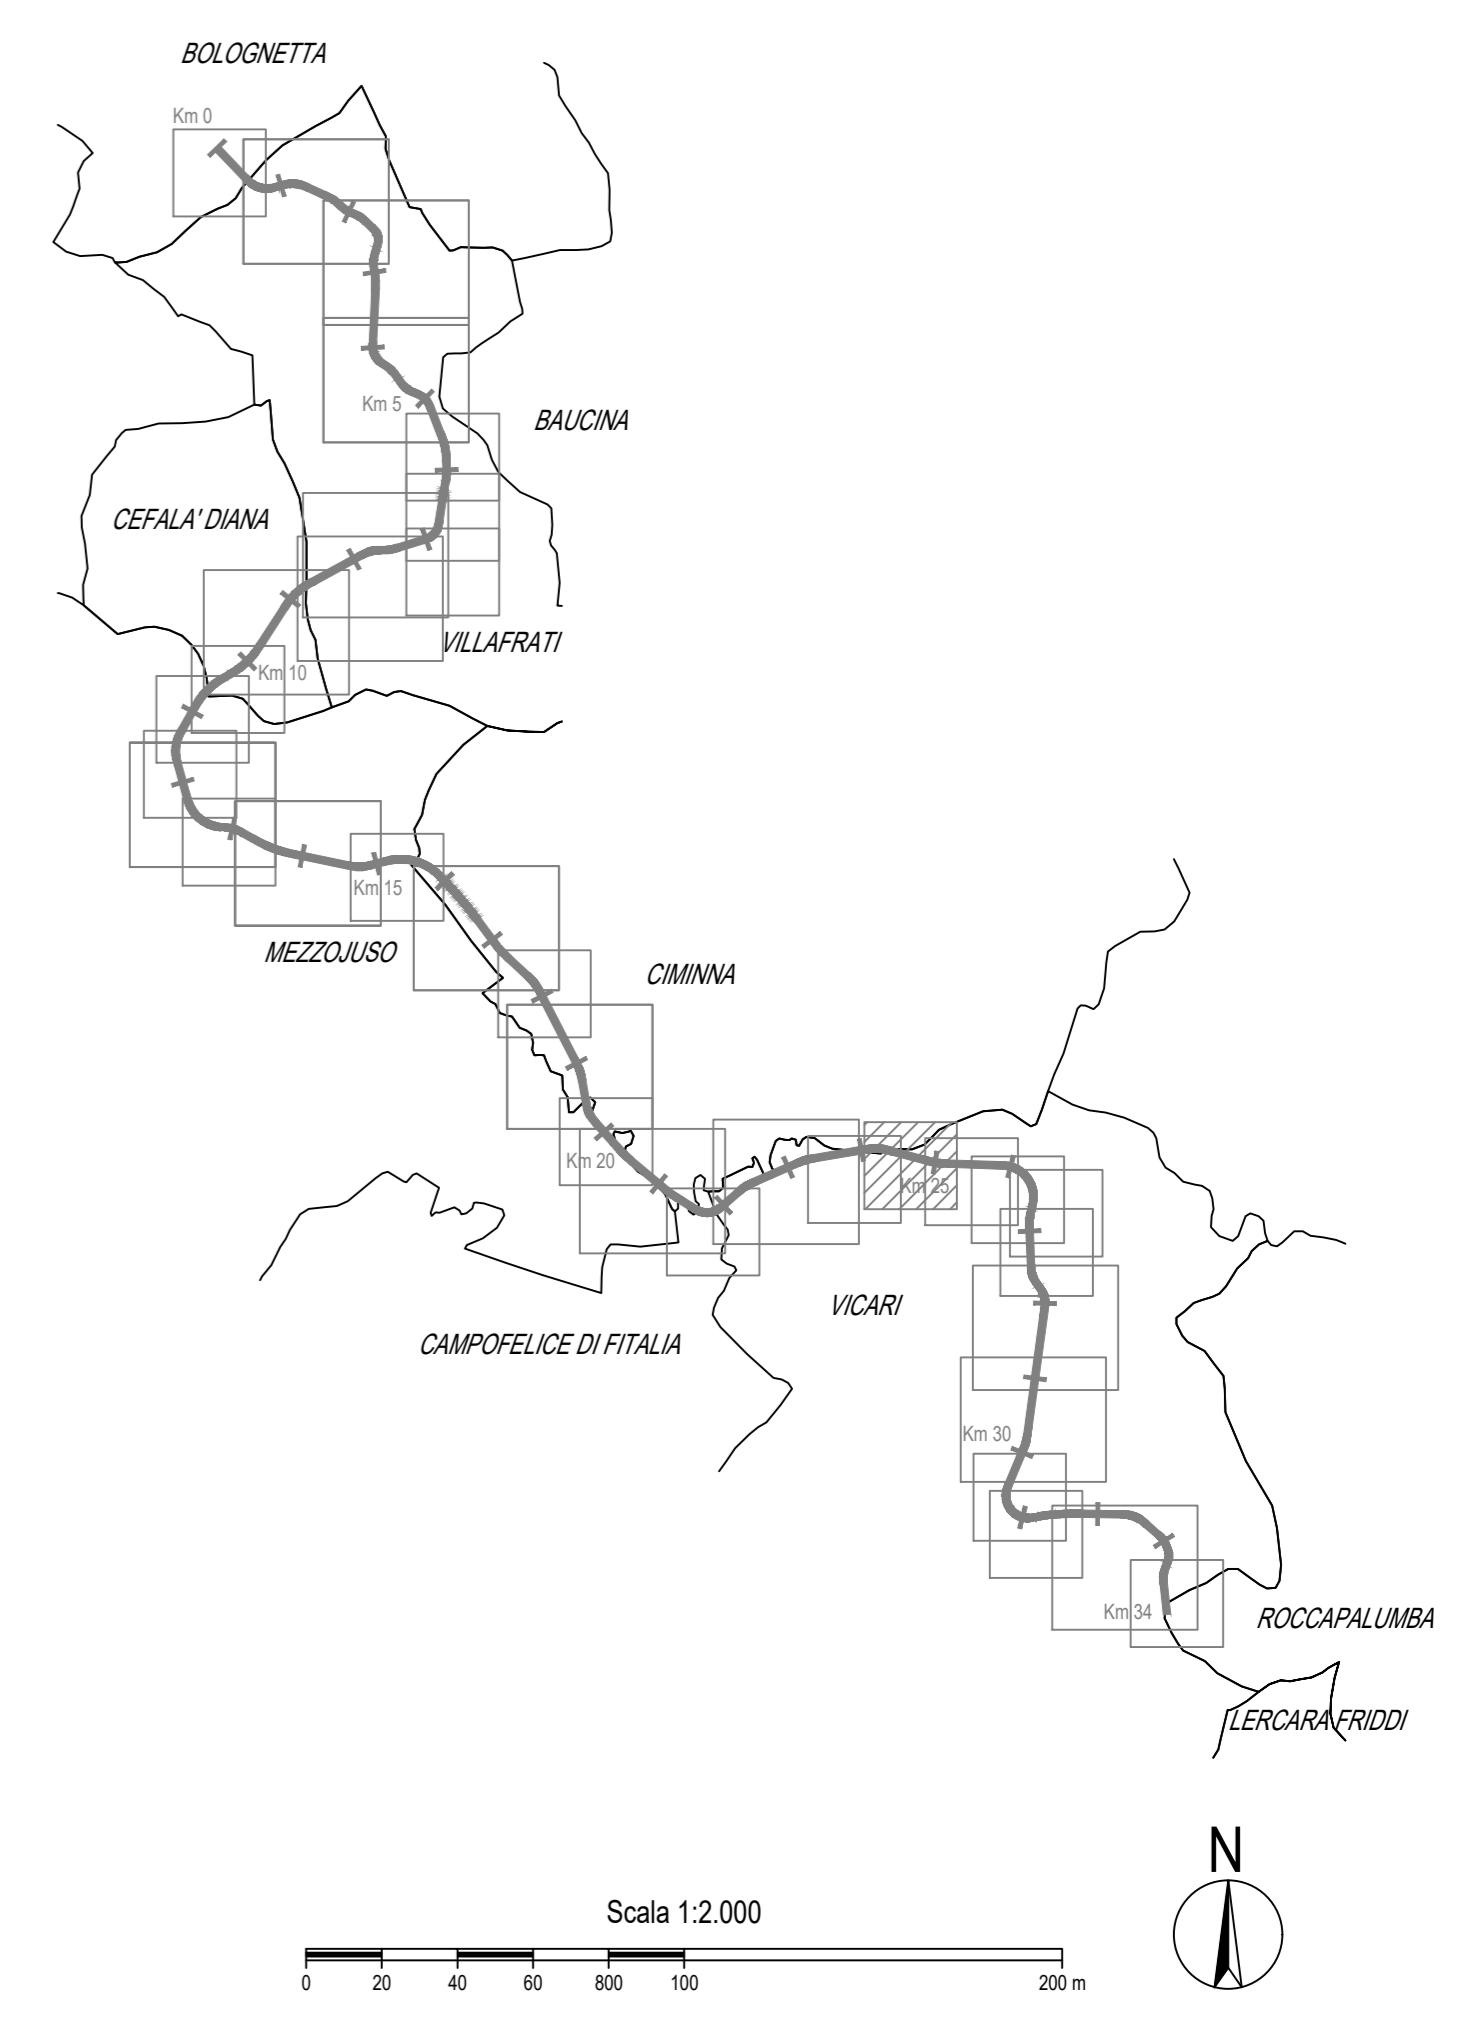 BOLOGNETTA
Km 0
Km 5
BAUCINA
CEFALA' DIANA
VILLAFRATI
Km 10
Km 15
MEZZOJUSO
CIMINNA
Km 20
Km 25
VICARI
CAMPOFELICE DI FITALIA
Km 30
Km 34
ROCCAPALUMBA
LERCARA FRIDDI
N
Scala 1:2.000
0 20 40 60 800 100 200 m